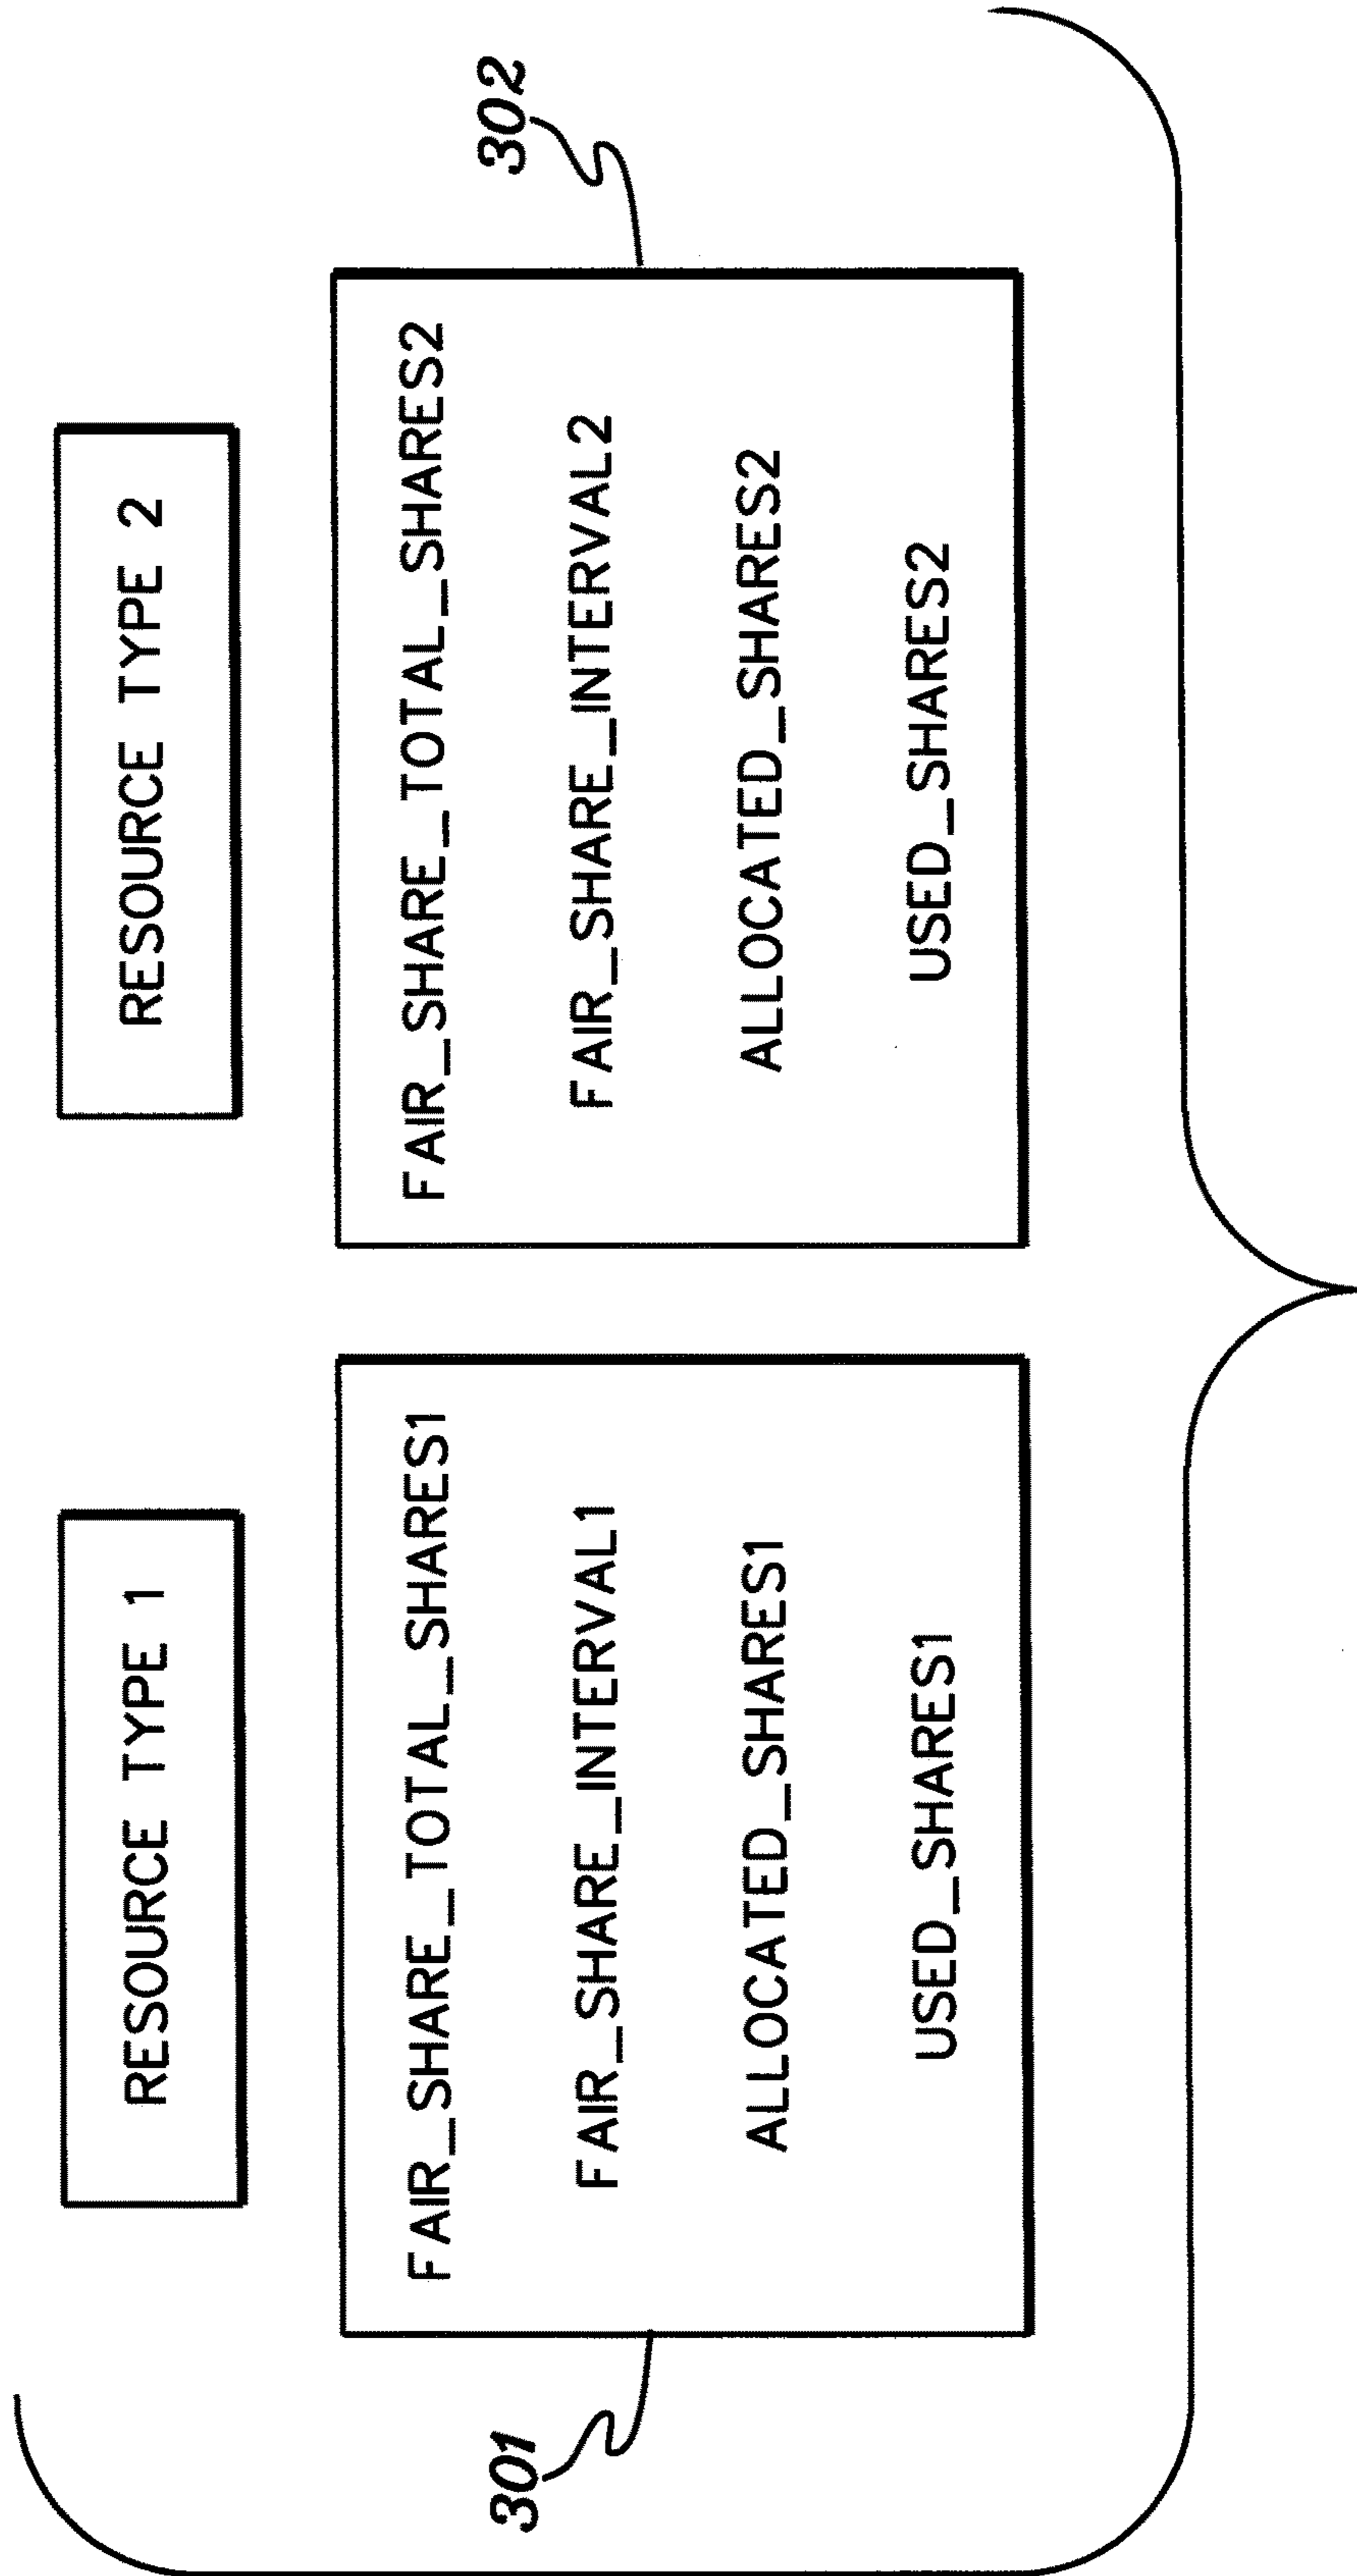 RESOURCE TYPE 1
FAIR_SHARE_TOTAL_SHARES1
FAIR_SHARE_INTERVAL1
ALLOCATED_SHARES1
USED_SHARES1
301
RESOURCE TYPE 2
FAIR_SHARE_TOTAL_SHARES2
FAIR_SHARE_INTERVAL2
ALLOCATED_SHARES2
USED_SHARES2
302